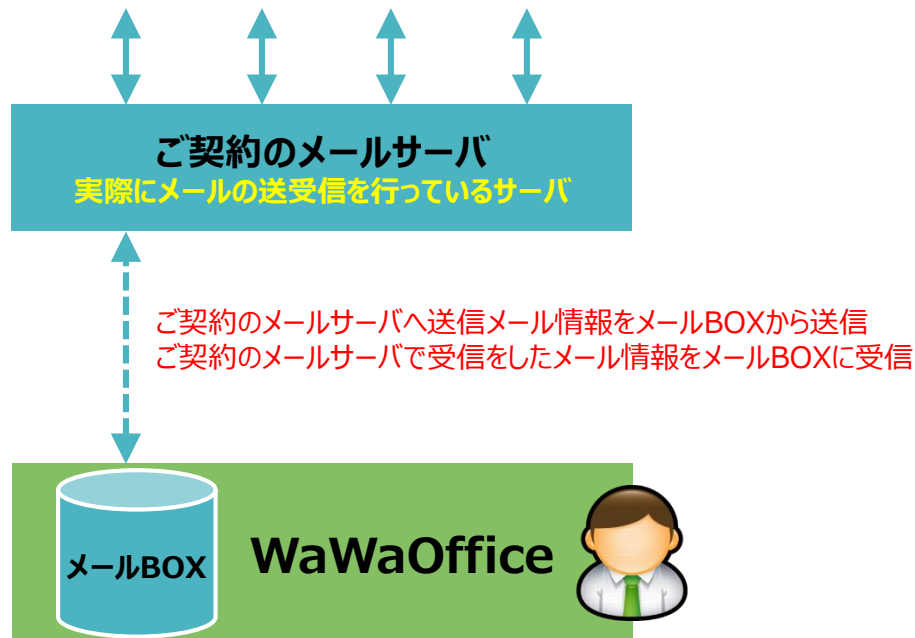 ご契約のメールサーバ
実際にメールの送受信を行っているサーバ
ご契約のメールサーバへ送信メール情報をメールBOXから送信
ご契約のメールサーバで受信をしたメール情報をメールBOXに受信
メールBOX
WaWaOffice